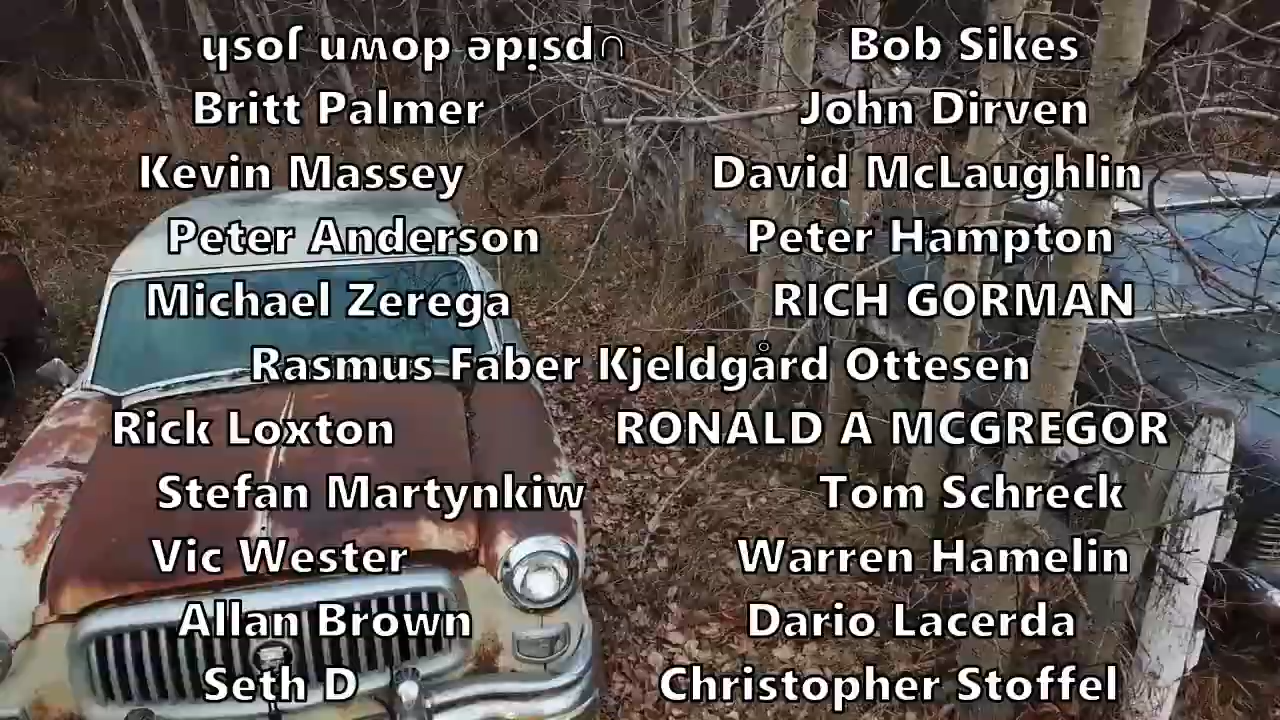 ɥsoſ uʍop ǝpᴉsd∩ Bob Sikes
Britt Palmer John Dirven
Kevin Massey David McLaughlin
Peter Anderson Peter Hampton
Michael Zerega RICH GORMAN
Rasmus Faber Kjeldgård Ottesen
Rick Loxton RONALD A MCGREGOR
Stefan Martynkiw Tom Schreck
Vic Wester Warren Hamelin
Allan Brown Dario Lacerda
Seth D Christopher Stoffel